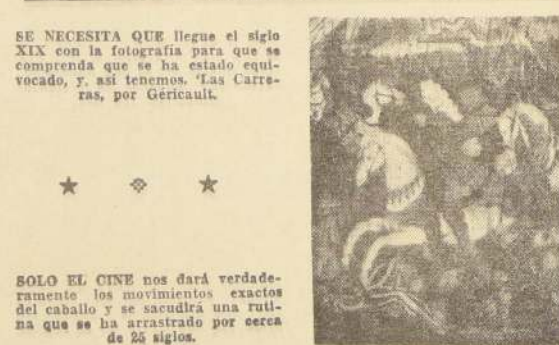 SE NECESITA QUE llegue el siglo
XIX con la fotografía para que se
comprenda que se ha estado equi-
vocado, y, asi tenemos. 'Las Carre-
ras, por Géricault.
SOLO EL CINE nos dará verdade-
ramente los movimientos exactos
del caballo y se sacudirá una ruti-
na que se ha arrastrado por cerca
de 25 siglos.